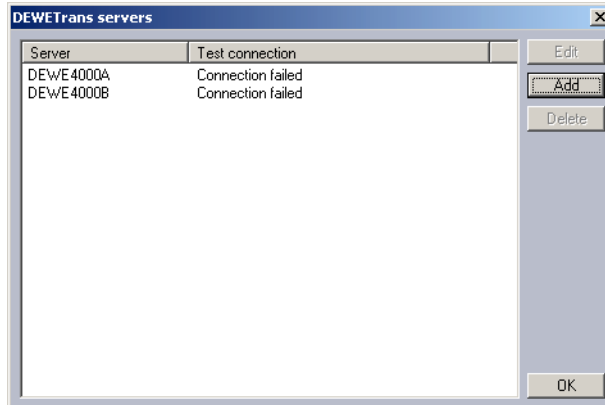 DEWETrans servers
Server Test connection Edit
DEWE4000A Connection failed
DEWE4000B Connection failed
Add
Delete
OK